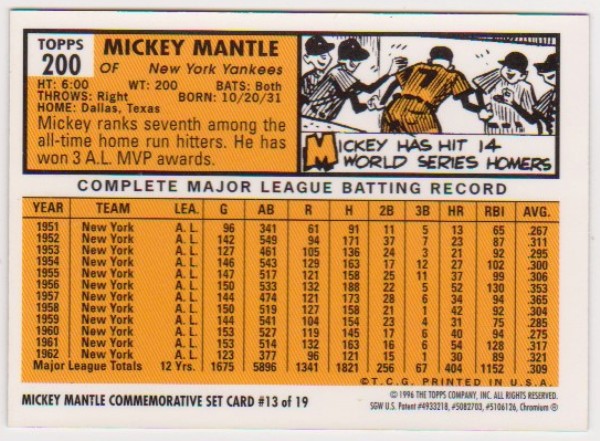 TOPPS
200
MICKEY MANTLE
OF New York Yankees
HT: 6:00 WT: 200 BATS: Both
THROWS: Right BORN: 10/20/31
HOME: Dallas, Texas
Mickey ranks seventh among the
all-time home run hitters. He has
won 3 A.L. MVP awards.
7
MICKEY HAS HIT 14
WORLD SERIES HOMERS
COMPLETE MAJOR LEAGUE BATTING RECORD
YEAR TEAM LEA. G AB R H 2B 3B HR RBI AVG.
1951 New York A.L. 96 341 61 91 11 5 13 65 .267
1952 New York A.L. 142 549 94 171 37 7 23 87 .311
1953 New York A.L. 127 461 105 136 24 3 21 92 .295
1954 New York A.L. 146 543 129 163 17 12 27 102 .300
1955 New York A.L. 147 517 121 158 25 11 37 99 .306
1956 New York A.L. 150 533 132 188 22 5 52 130 .353
1957 New York A.L. 144 474 121 173 28 6 34 94 .365
1958 New York A.L. 150 519 127 158 21 1 42 97 .304
1959 New York A.L. 144 541 104 154 23 4 31 75 .285
1960 New York A.L. 153 527 119 145 17 6 40 94 .275
1961 New York A.L. 153 514 132 163 16 6 54 128 .317
1962 New York A.L. 123 377 96 121 15 1 30 89 .321
Major League Totals 12 Yrs. 1675 5896 1341 1821 256 67 404 1152 .309
©T.C.G. PRINTED IN U.S.A.
MICKEY MANTLE COMMEMORATIVE SET CARD #13 of 19
© 1996 THE TOPPS COMPANY, INC. ALL RIGHTS RESERVED.
SGW U.S. Patent #4933218, #5082703, #5106126, Chromium ®